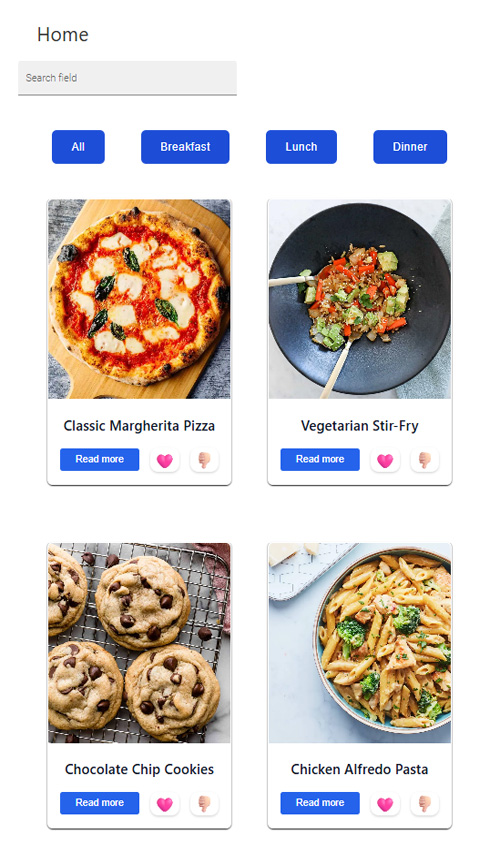 Home
Search field
All
Breakfast
Lunch
Dinner
Classic Margherita Pizza
Vegetarian Stir-Fry
Read more
Read more
Chocolate Chip Cookies
Chicken Alfredo Pasta
Read more
Read more